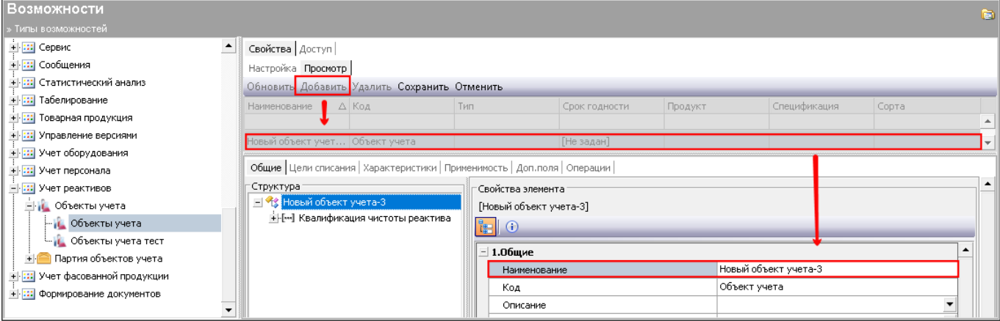 Возможности
» Типы возможностей
Сервис
Сообщения
Статистический анализ
Табелирование
Товарная продукция
Управление версиями
Учет оборудования
Учет персонала
Учет реактивов
Объекты учета
Объекты учета
Объекты учета тест
Партия объектов учета
Учет фасованной продукции
Формирование документов
Свойства Доступ
Настройка Просмотр
Обновить Добавить Удалить Сохранить Отменить
Наименование Код Тип Срок годности Продукт Спецификация Сорта
Новый объект учет... Объект учета [Не задан]
Общие Цели списания Характеристики Применимость Доп.поля Операции
Структура
Новый объект учета-3
Квалификация чистоты реактива
Свойства элемента
[Новый объект учета-3]
1.Общие
Наименование Новый объект учета-3
Код Объект учета
Описание